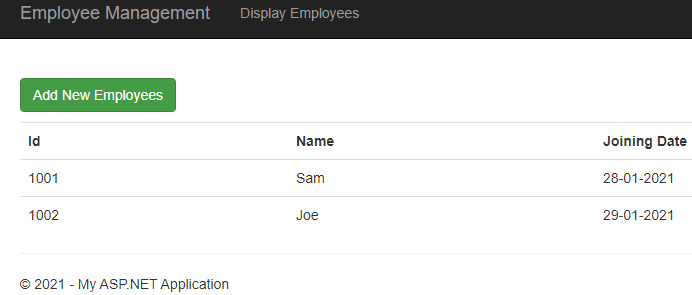 Employee Management Display Employees
Add New Employees
Id Name Joining Date
1001 Sam 28-01-2021
1002 Joe 29-01-2021
© 2021 - My ASP.NET Application